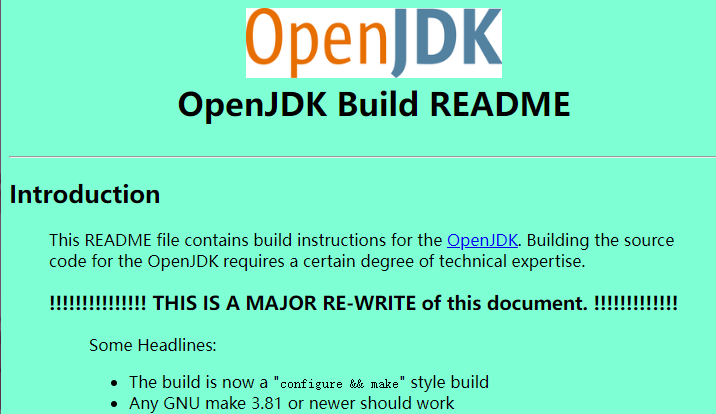 OpenJDK
OpenJDK Build README
Introduction
This README file contains build instructions for the OpenJDK. Building the source
code for the OpenJDK requires a certain degree of technical expertise.
!!!!!!!!!!!!!!! THIS IS A MAJOR RE-WRITE of this document. !!!!!!!!!!!!!
Some Headlines:
• The build is now a "configure && make" style build
• Any GNU make 3.81 or newer should work